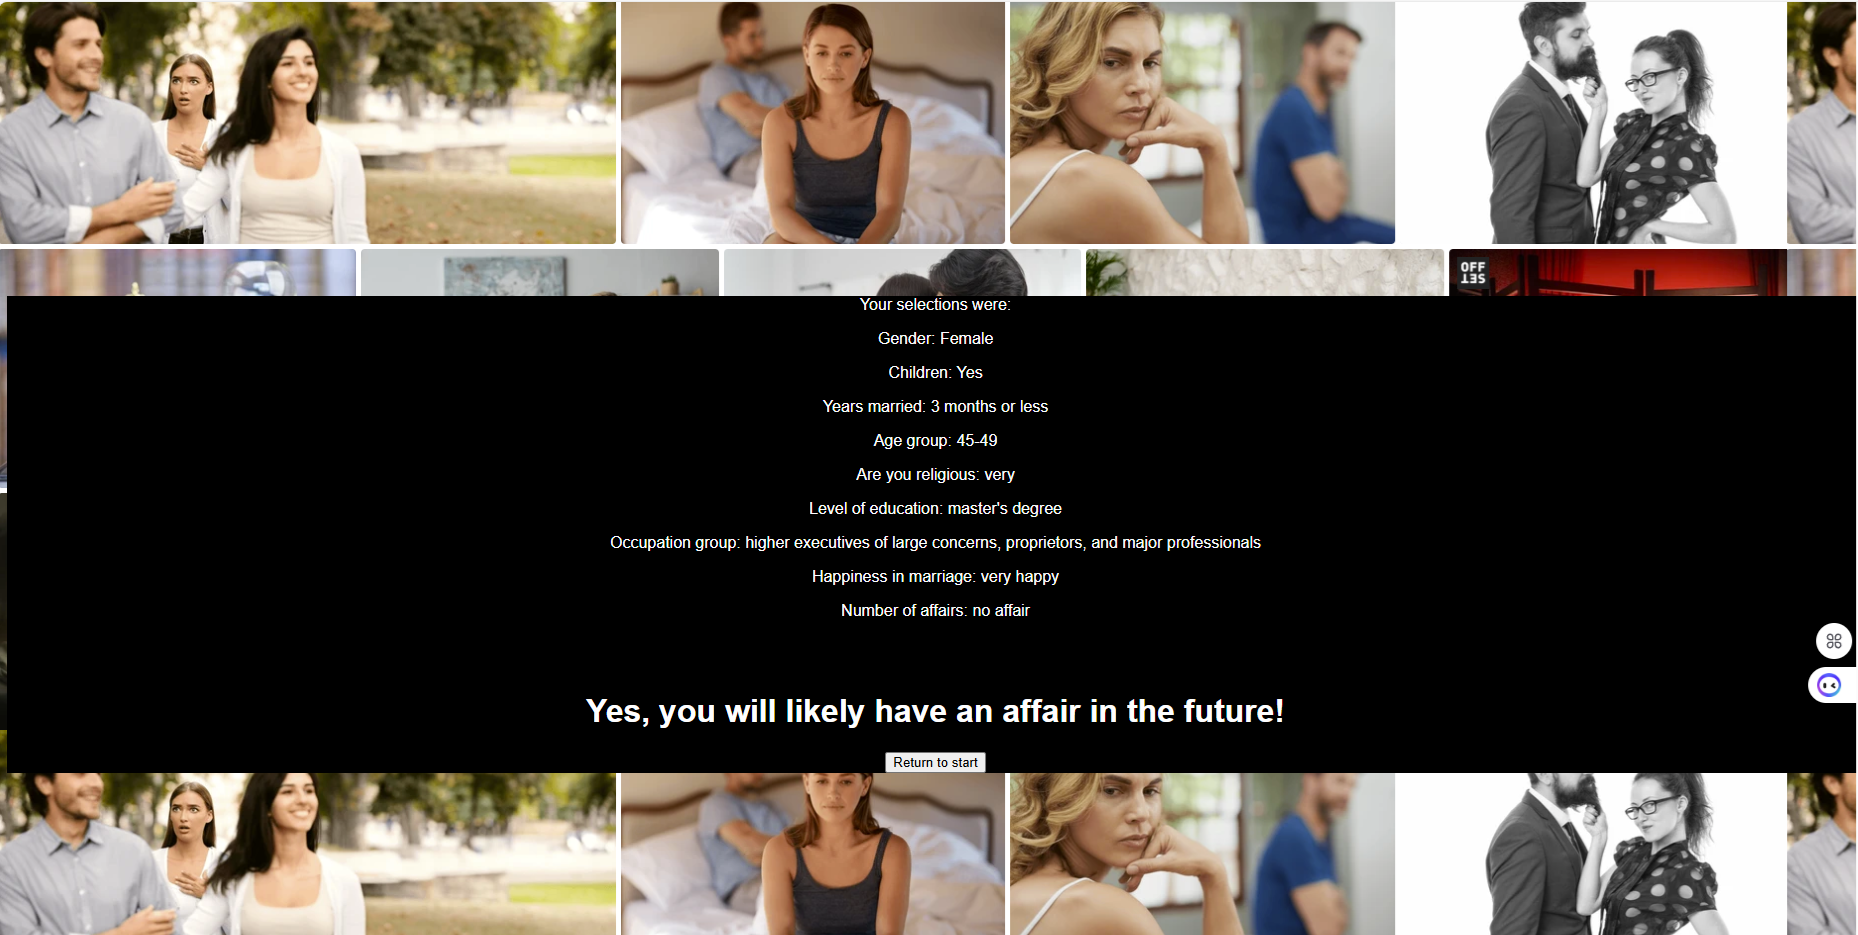 OFF
SET
Your selections were:
Gender: Female
Children: Yes
Years married: 3 months or less
Age group: 45-49
Are you religious: very
Level of education: master's degree
Occupation group: higher executives of large concerns, proprietors, and major professionals
Happiness in marriage: very happy
Number of affairs: no affair
Yes, you will likely have an affair in the future!
Return to start